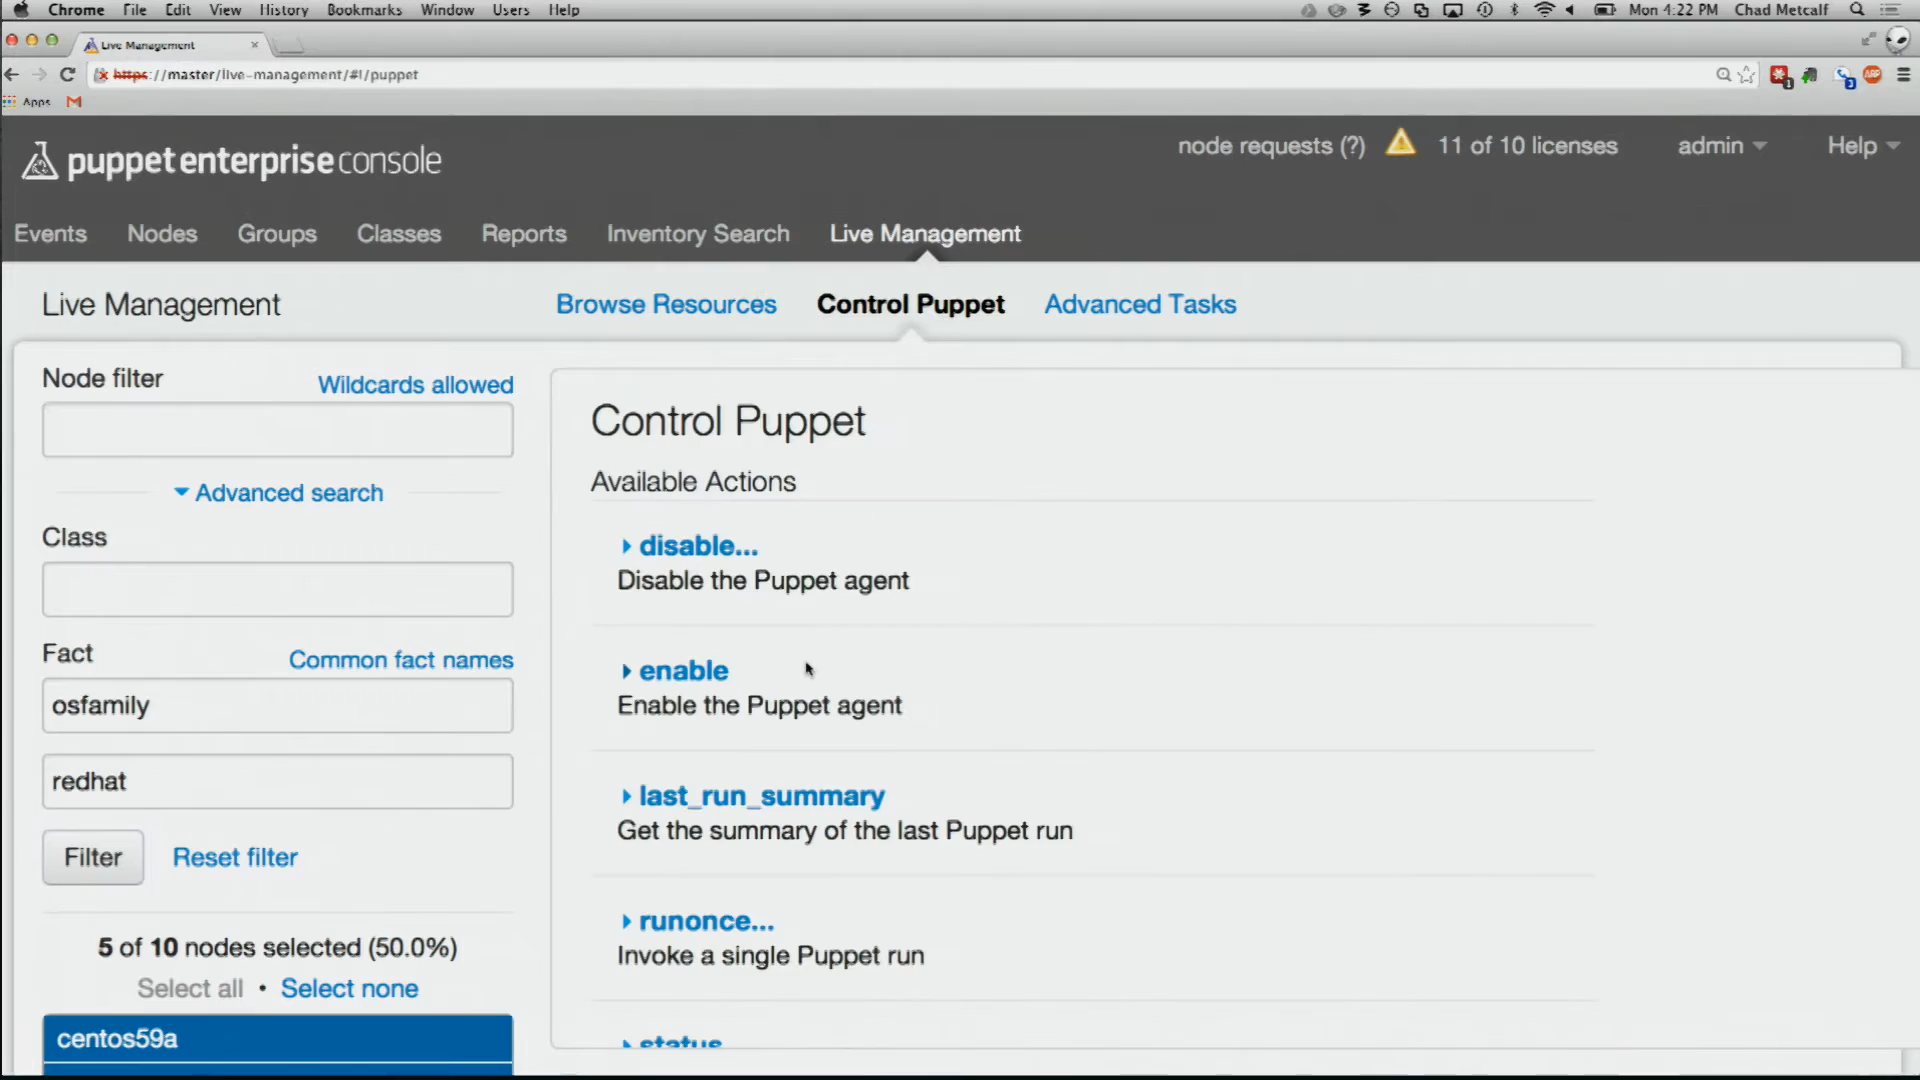 Chrome File Edit View History Bookmarks Window Users Help Mon 4:22 PM Chad Metcalf
Live Management
https://master/live-management/#!/puppet
Apps
puppet enterprise console
node requests (?) 11 of 10 licenses admin Help
Events Nodes Groups Classes Reports Inventory Search Live Management
Live Management
Browse Resources Control Puppet Advanced Tasks
Node filter Wildcards allowed
Advanced search
Class
Fact Common fact names
osfamily
redhat
Filter Reset filter
5 of 10 nodes selected (50.0%)
Select all • Select none
centos59a
Control Puppet
Available Actions
disable...
Disable the Puppet agent
enable
Enable the Puppet agent
last_run_summary
Get the summary of the last Puppet run
runonce...
Invoke a single Puppet run
status